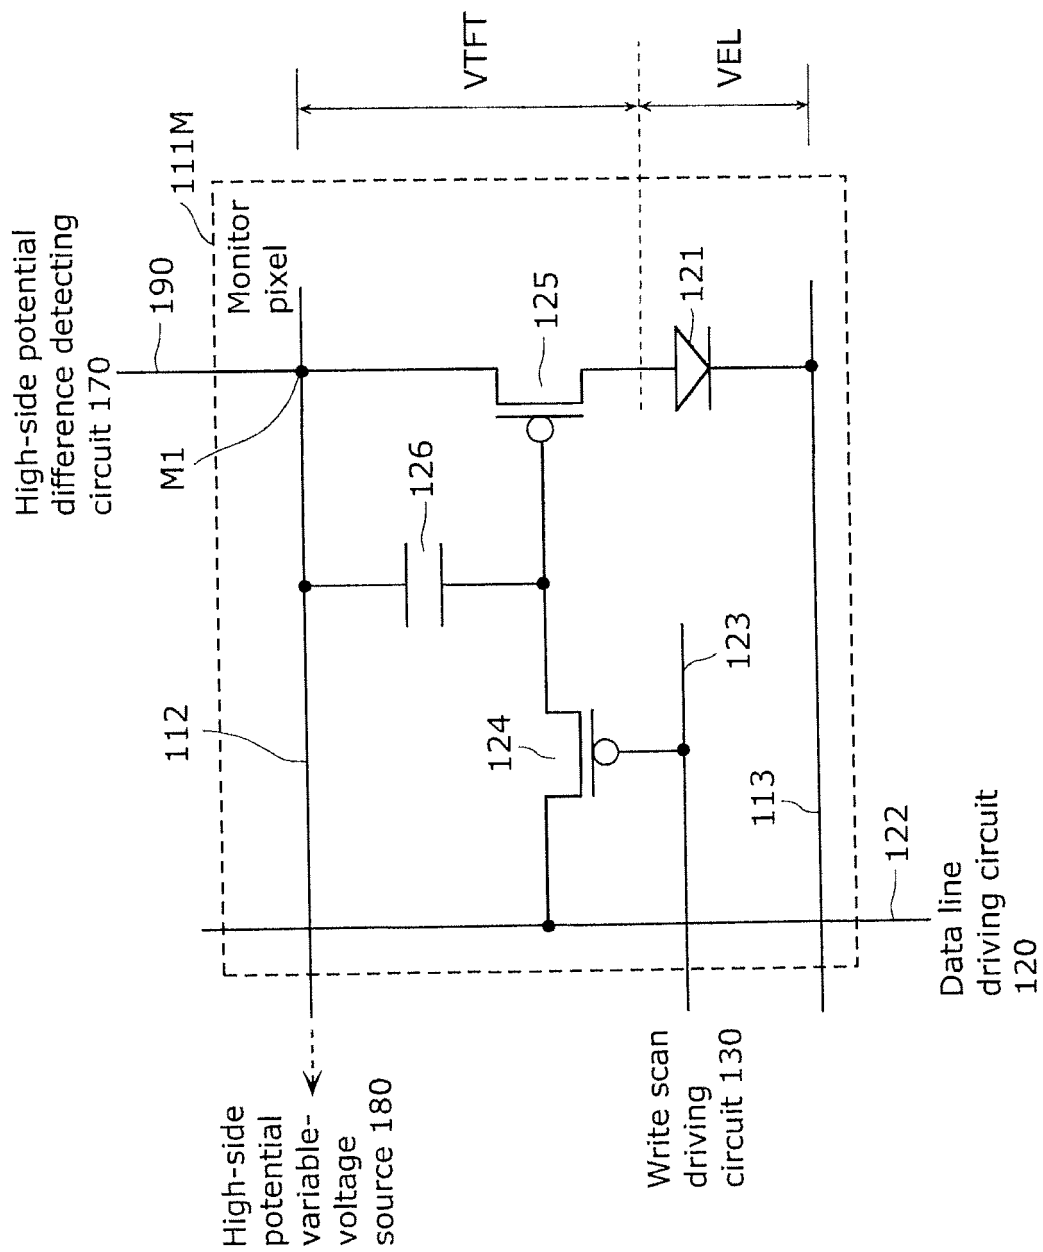 High-side potential
difference detecting
circuit 170
190
111M
Monitor
pixel
M1
VTFT
VEL
112
126
125
121
124
123
113
122
High-side
potential
variable-
voltage
source 180
Write scan
driving
circuit 130
Data line
driving circuit
120